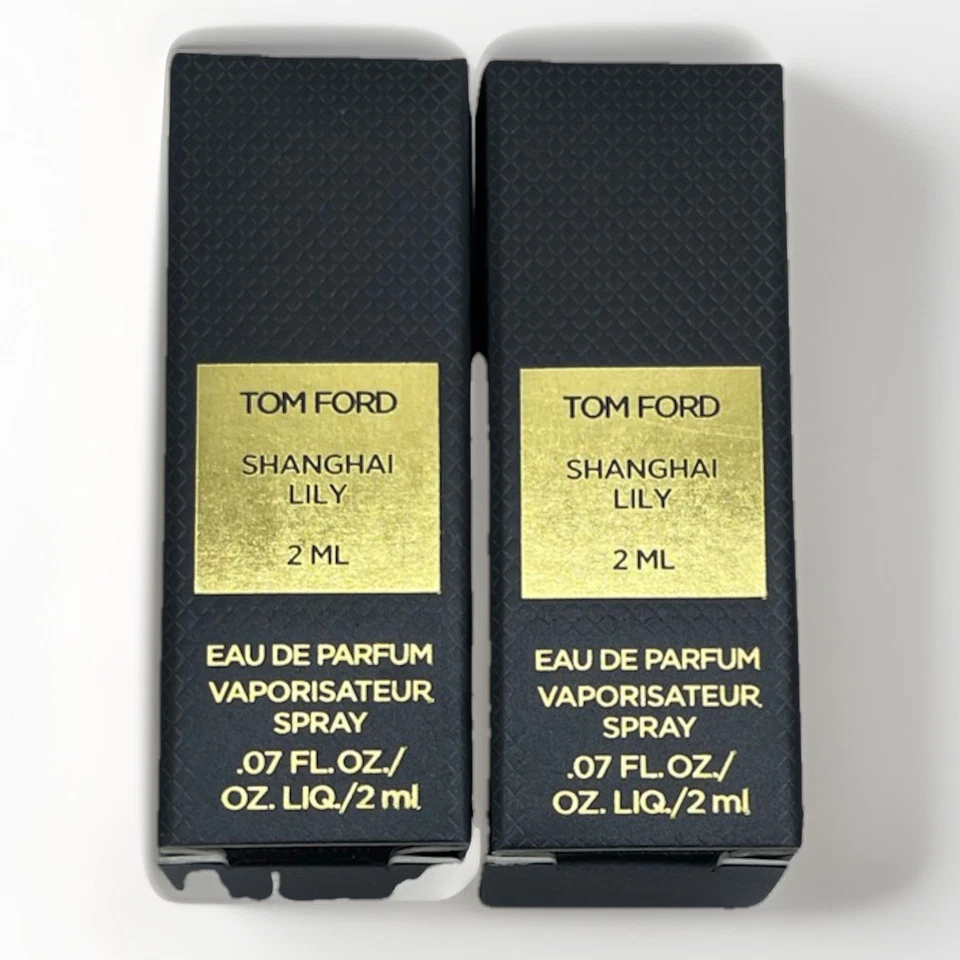 TOM FORD
SHANGHAI
LILY
2 ML
EAU DE PARFUM
VAPORISATEUR
SPRAY
.07 FL.OZ./
OZ. LIQ./2 ml
TOM FORD
SHANGHAI
LILY
2 ML
EAU DE PARFUM
VAPORISATEUR
SPRAY
.07 FL.OZ./
OZ. LIQ./2 ml